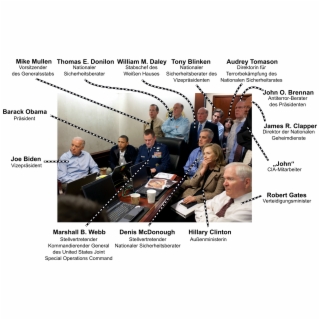 Mike Mullen
Vorsitzender
des Generalstabs
Thomas E. Donilon
Nationaler
Sicherheitsberater
William M. Daley
Stabschef des
Weißen Hauses
Tony Blinken
Nationaler
Sicherheitsberater des
Vizepräsidenten
Audrey Tomason
Direktorin für
Terrorbekämpfung des
Nationalen Sicherheitsrates
John O. Brennan
Antiterror-Berater
des Präsidenten
James R. Clapper
Direktor der Nationalen
Geheimdienste
„John“
CIA-Mitarbeiter
Robert Gates
Verteidigungsminister
Barack Obama
Präsident
Joe Biden
Vizepräsident
Marshall B. Webb
Stellvertretender
Kommandierender General
des United States Joint
Special Operations Command
Denis McDonough
Stellvertretender
Nationaler Sicherheitsberater
Hillary Clinton
Außenministerin